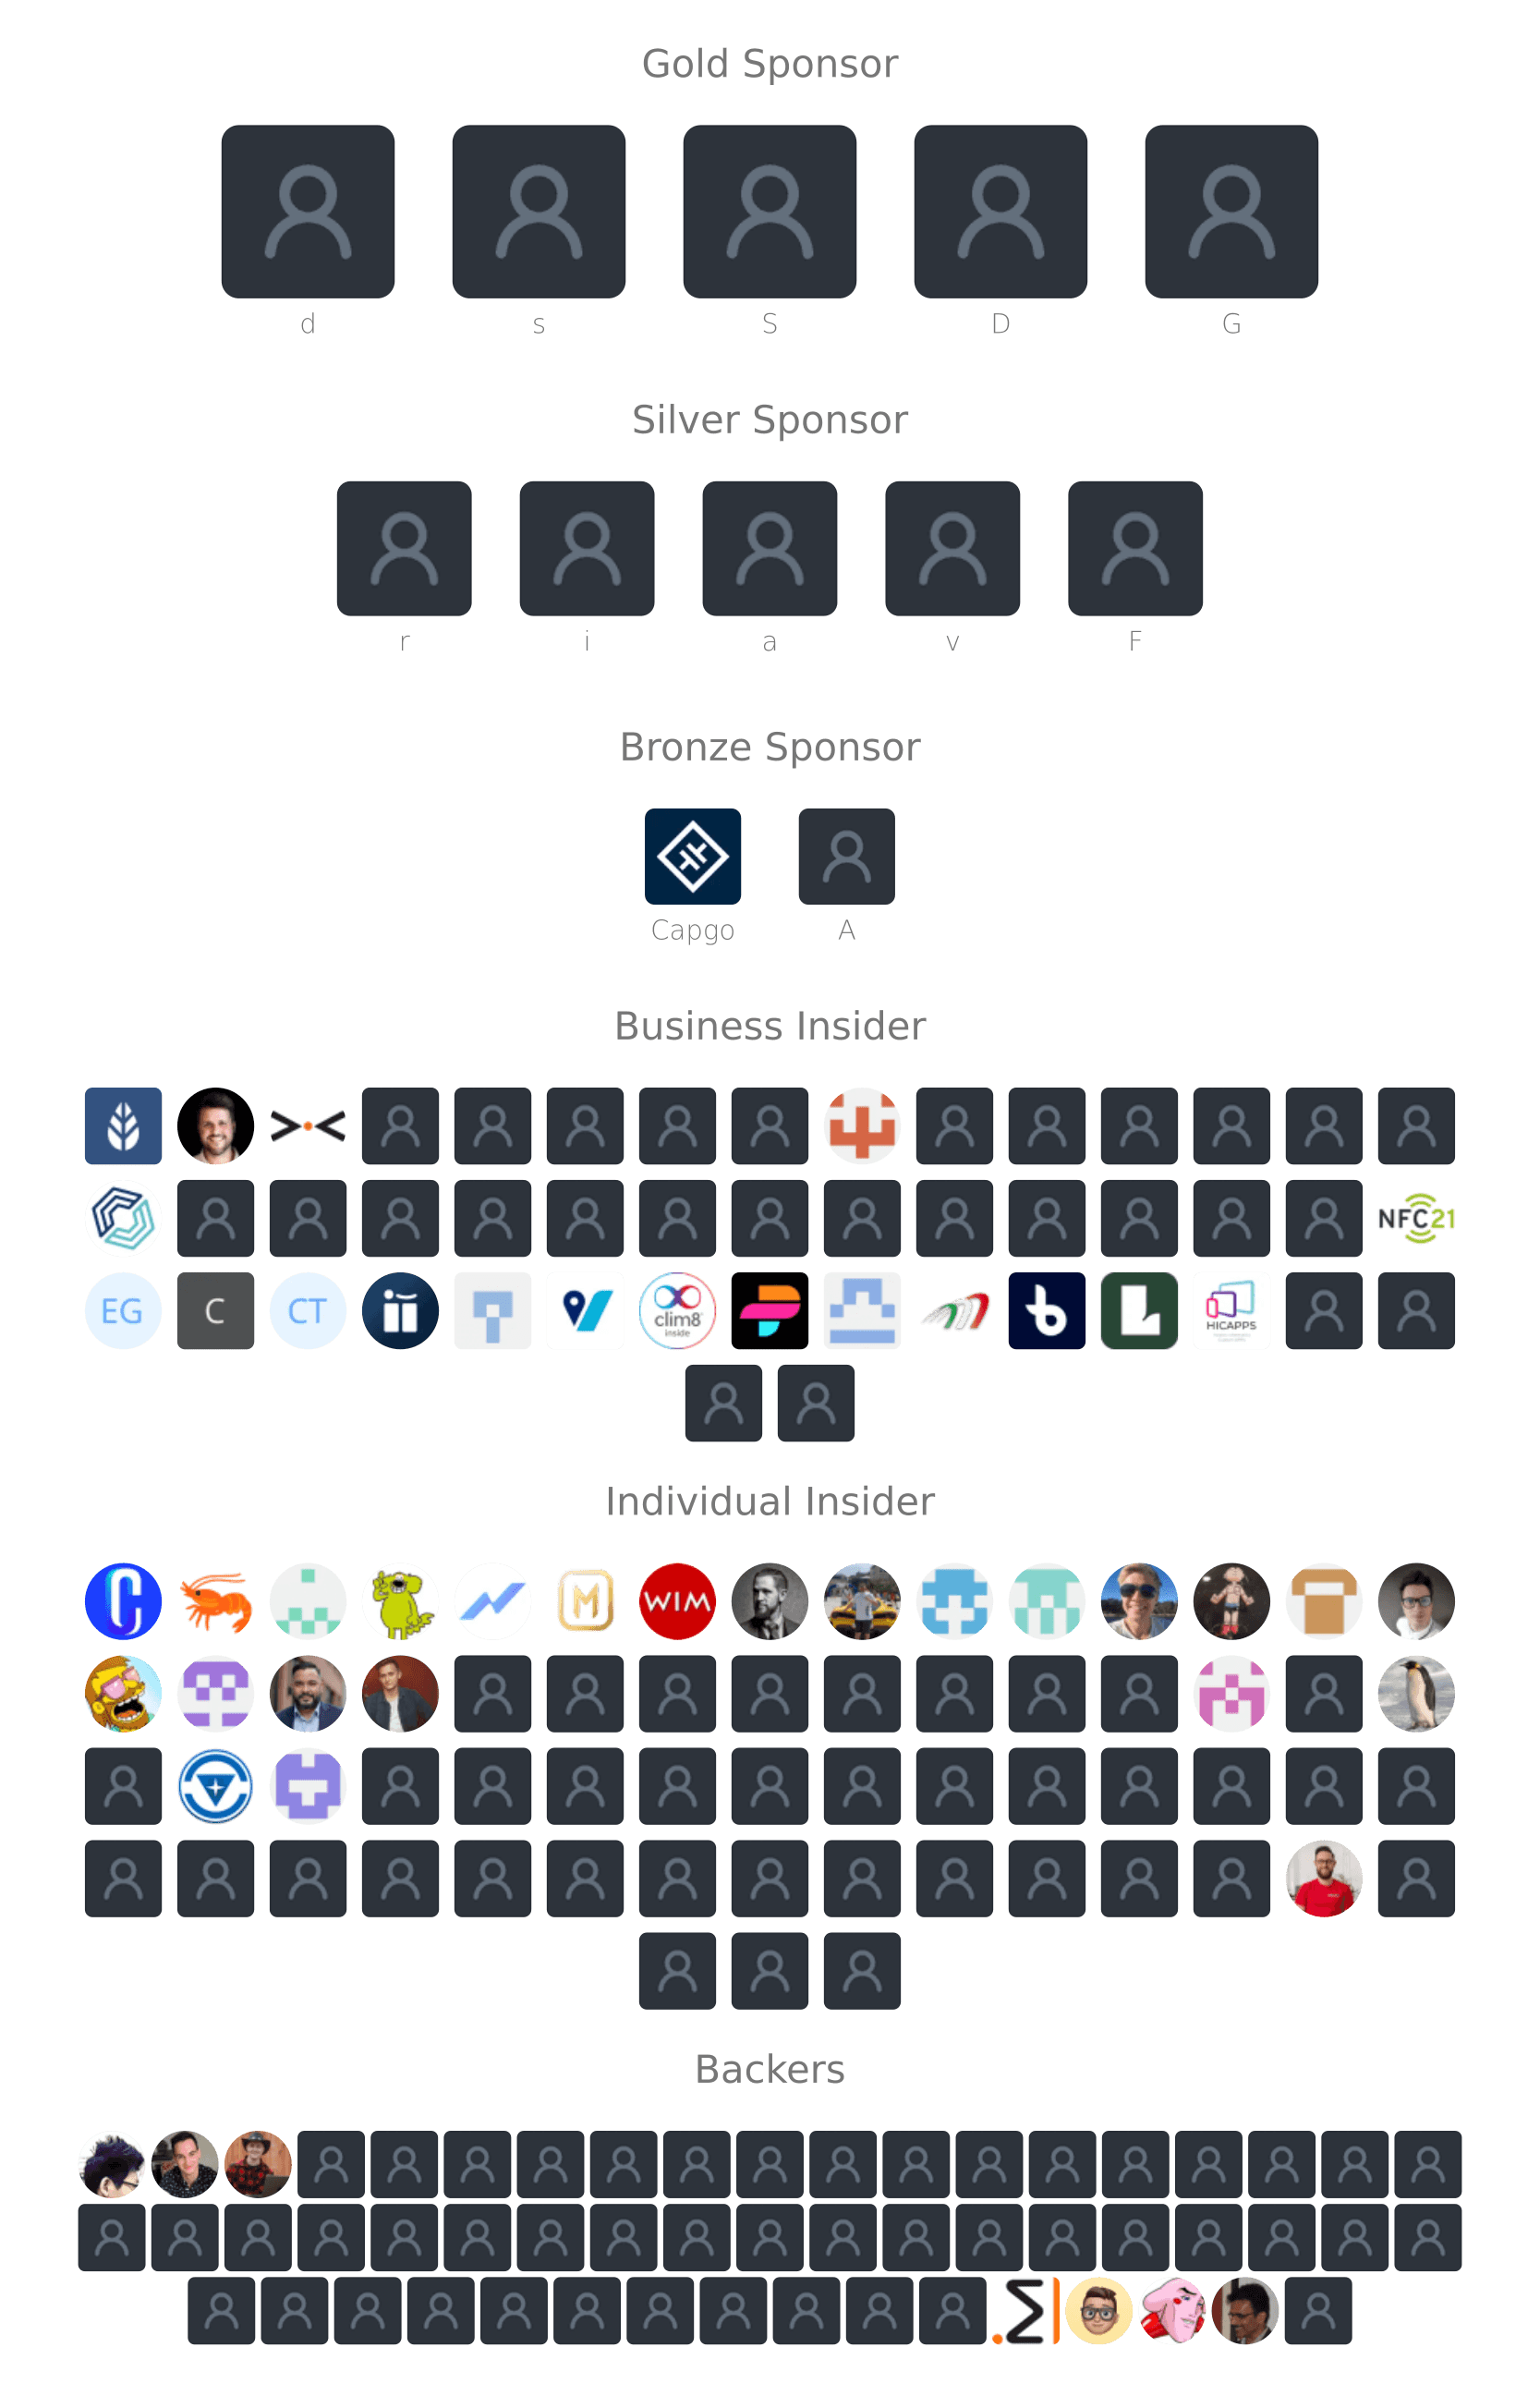 Gold Sponsor
d s S D G
Silver Sponsor
r i a v F
Bronze Sponsor
Capgo A
Business Insider
NFC21
EG C CT clim8 inside L HICAPPS
Individual Insider
C M WIM
Backers